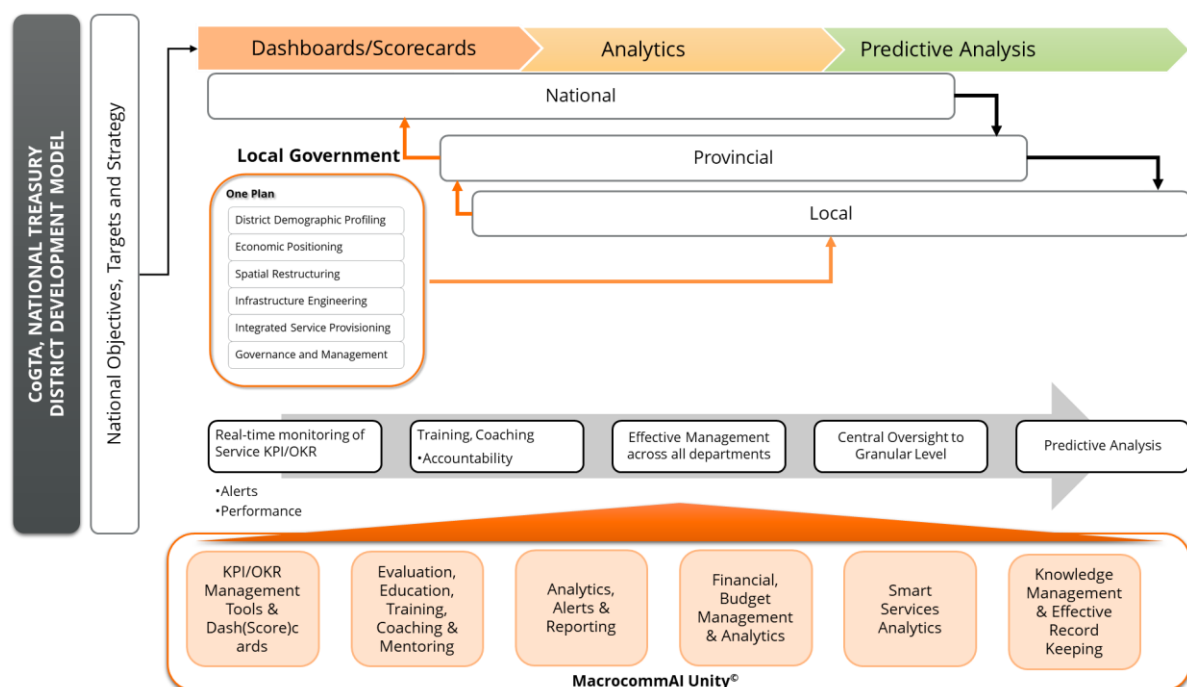 CoGTA, NATIONAL TREASURY
DISTRICT DEVELOPMENT MODEL
National Objectives, Targets and Strategy
Dashboards/Scorecards
Analytics
Predictive Analysis
National
Provincial
Local
Local Government
One Plan
District Demographic Profiling
Economic Positioning
Spatial Restructuring
Infrastructure Engineering
Integrated Service Provisioning
Governance and Management
Real-time monitoring of
Service KPI/OKR
•Alerts
•Performance
Training, Coaching
•Accountability
Effective Management
across all departments
Central Oversight to
Granular Level
Predictive Analysis
KPI/OKR
Management
Tools &
Dash(Score)c
ards
Evaluation,
Education,
Training,
Coaching &
Mentoring
Analytics,
Alerts &
Reporting
Financial,
Budget
Management
& Analytics
Smart
Services
Analytics
Knowledge
Management
& Effective
Record
Keeping
MacrocommAI Unity©